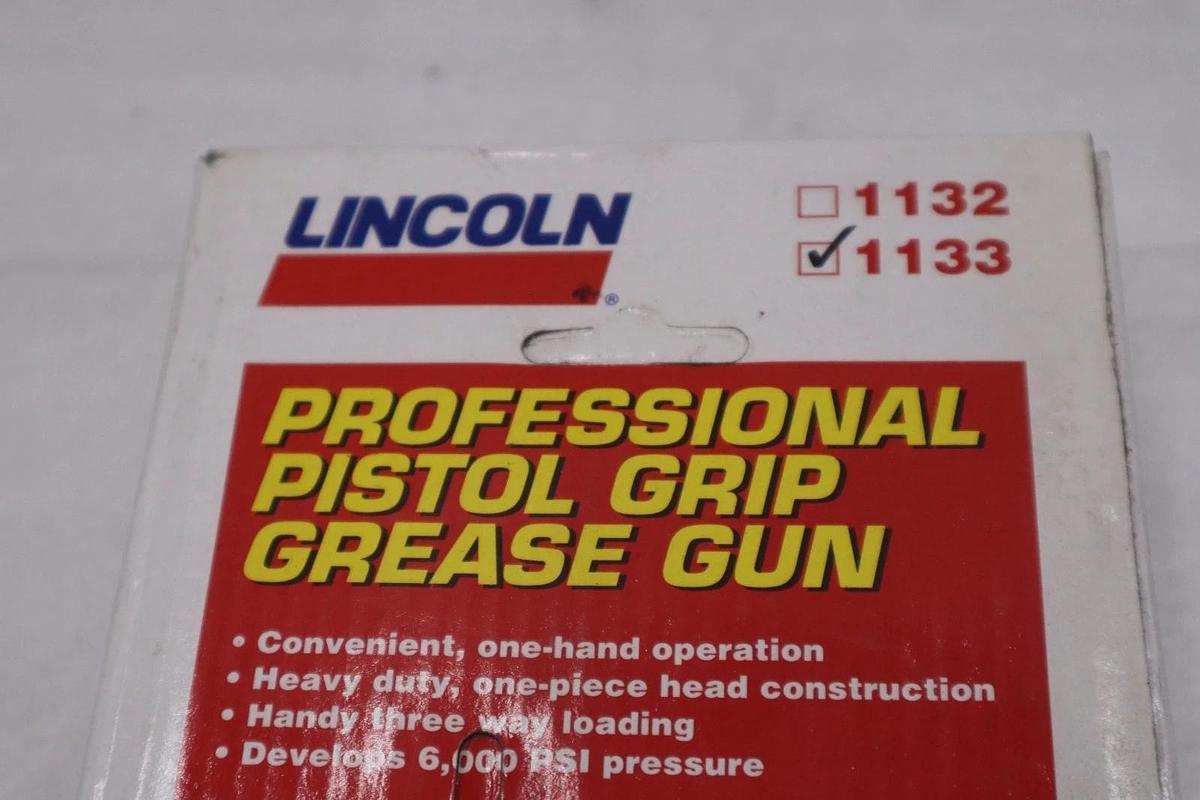 LINCOLN
®
1132
1133
PROFESSIONAL
PISTOL GRIP
GREASE GUN
• Convenient, one-hand operation
• Heavy duty, one-piece head construction
• Handy three way loading
• Develops 6,000 PSI pressure